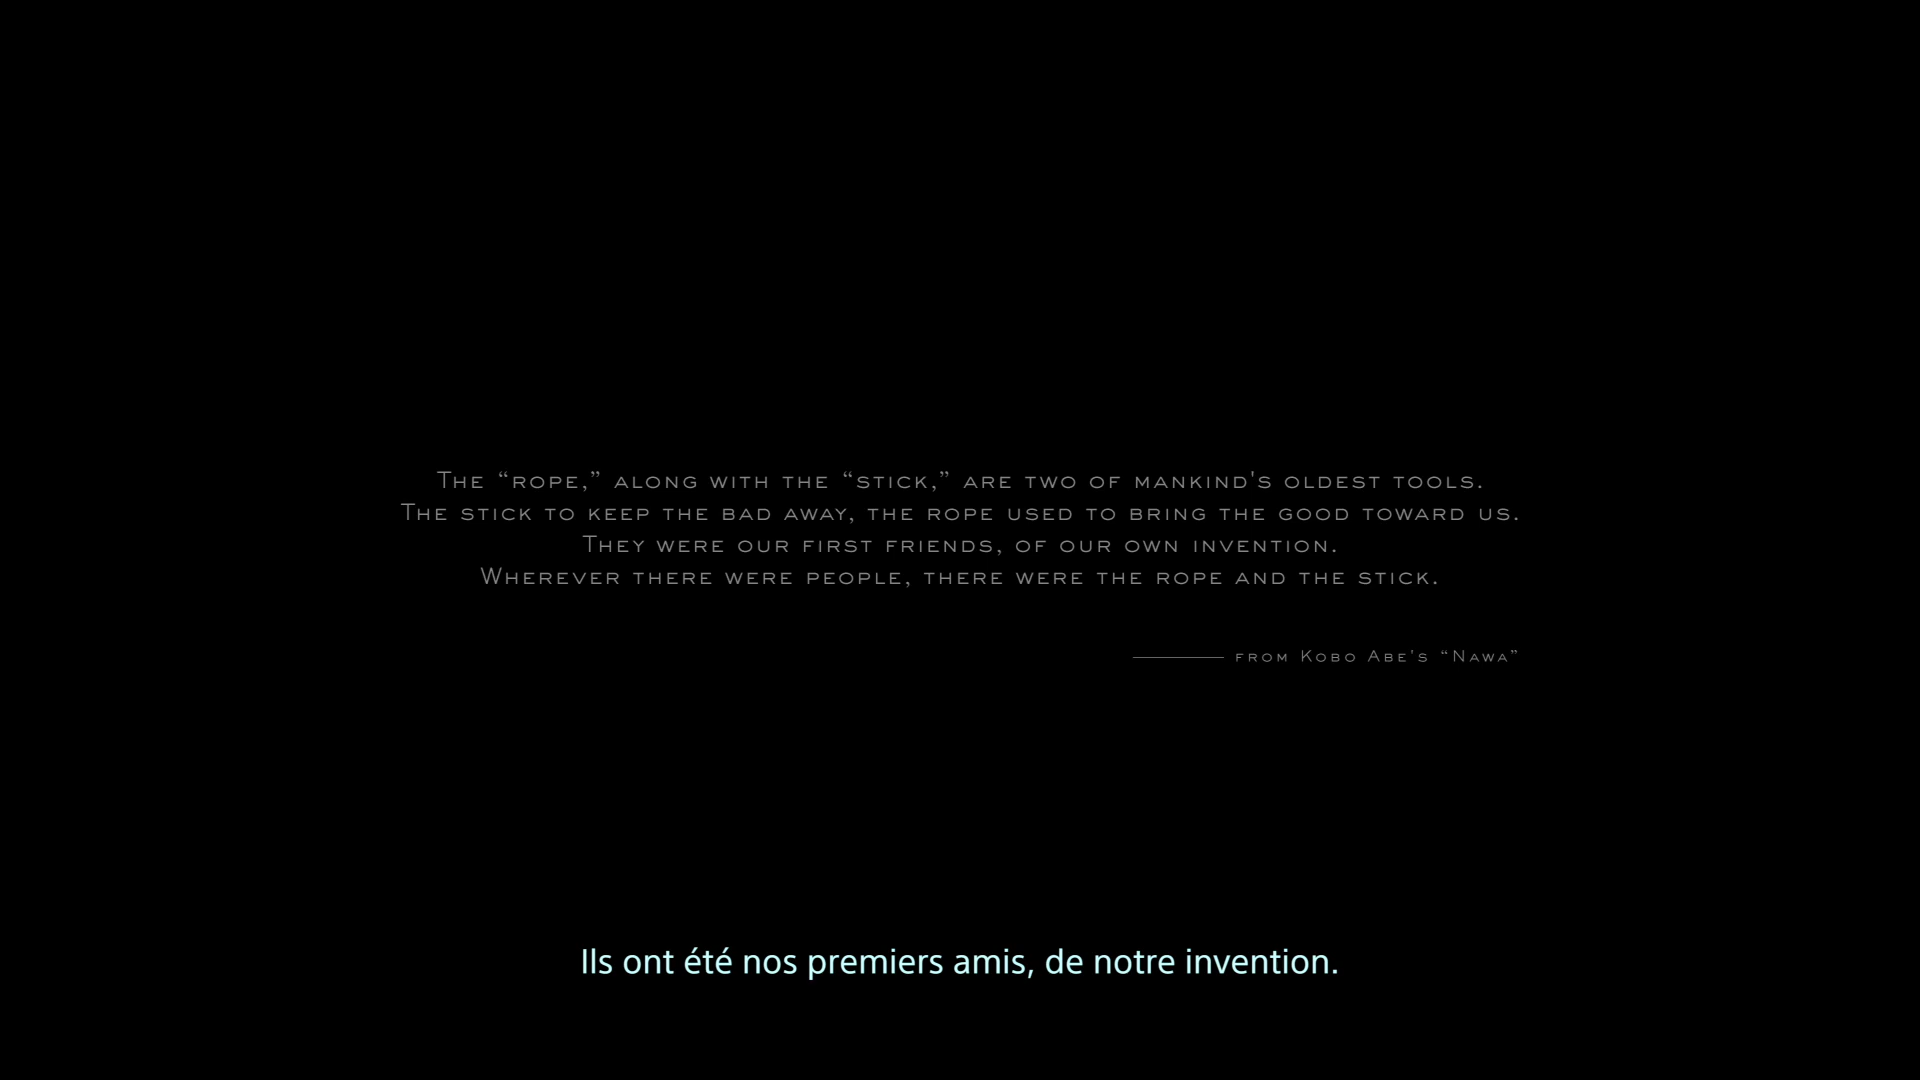 The “rope,” along with the “stick,” are two of mankind's oldest tools.
The stick to keep the bad away, the rope used to bring the good toward us.
They were our first friends, of our own invention.
Wherever there were people, there were the rope and the stick.
——— from Kobo Abe's “Nawa”
Ils ont été nos premiers amis, de notre invention.